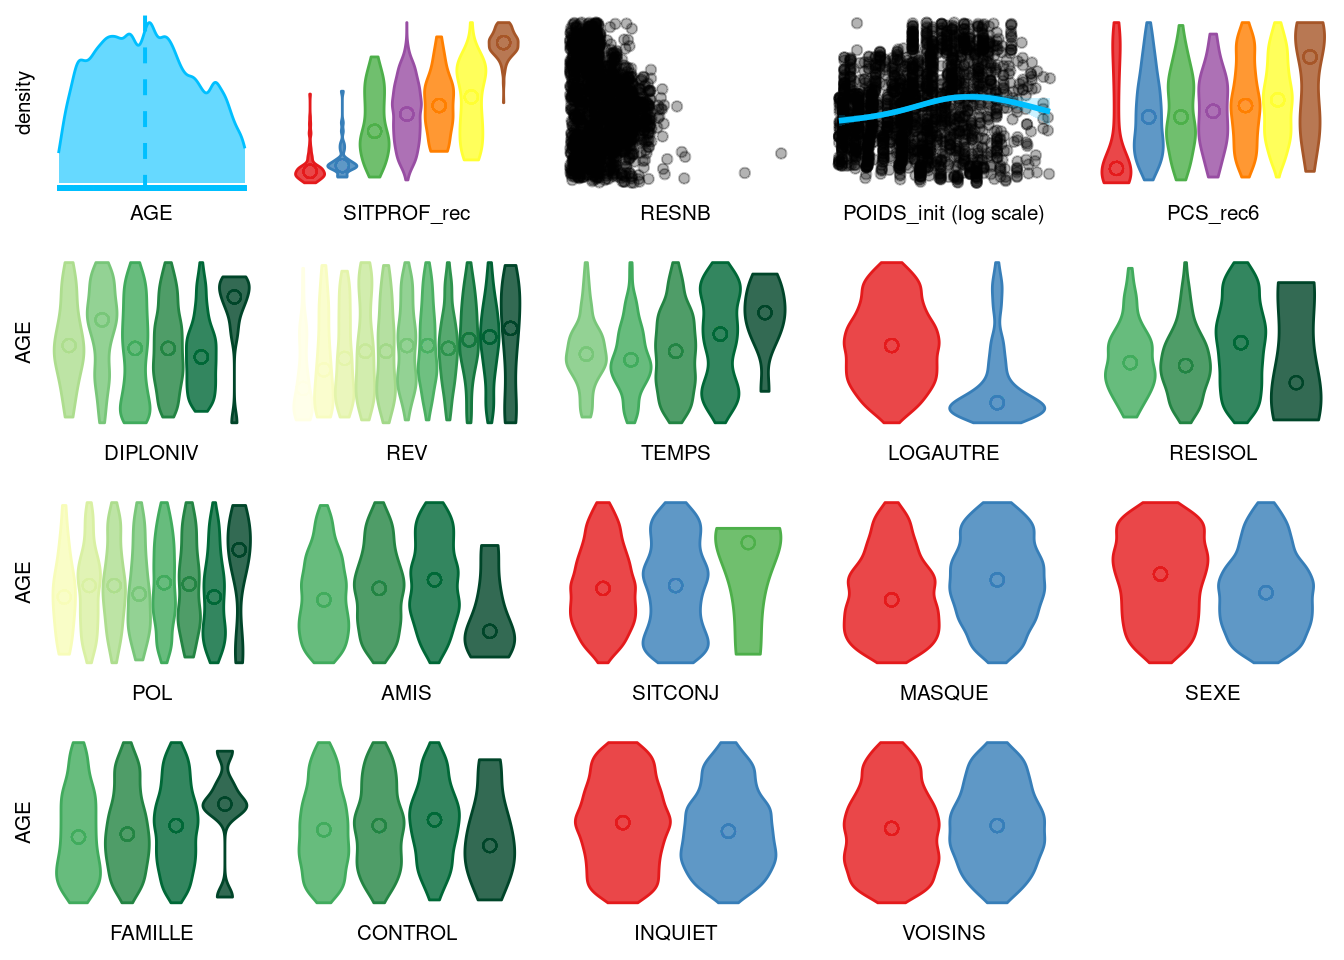 density
AGE
SITPROF_rec
RESNB
POIDS_init (log scale)
PCS_rec6
AGE
DIPLONIV
REV
TEMPS
LOGAUTRE
RESISOL
AGE
POL
AMIS
SITCONJ
MASQUE
SEXE
AGE
FAMILLE
CONTROL
INQUIET
VOISINS